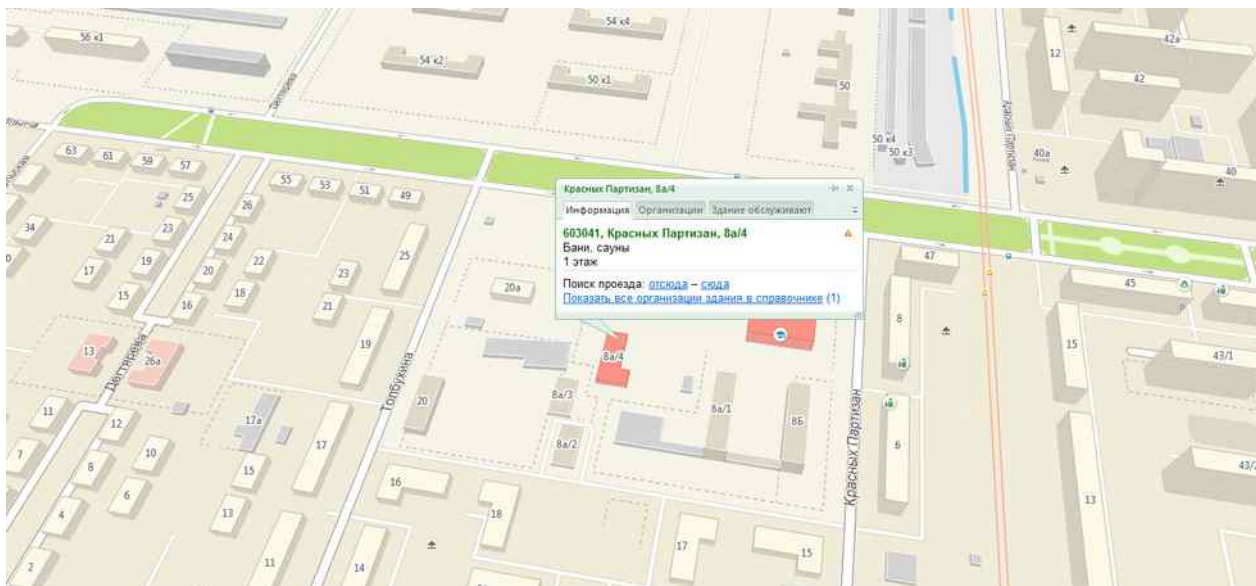 56 к1
54 к4
54 к2
50 к1
50
12
42а
42
50 к4
50 к3
40а
40
63
61
59
57
55
53
51
49
25
26
34
21
23
24
25
19
20
22
17
18
23
15
16
21
19
20а
Красных Партизан, 8а/4
Информация Организации Здание обслуживают
603041, Красных Партизан, 8а/4
Бани, сауны
1 этаж
Поиск проезда: отсюда – сюда
Показать все организации здания в справочнике (1)
47
45
8
15
43/1
13
26а
Дегтярева
Толбухина
8а/4
8а/3
8а/2
8а/1
8Б
20
Красных Партизан
6
11
12
17а
17
7
8
10
15
6
4
13
16
18
2
11
14
17
15
13
43/2